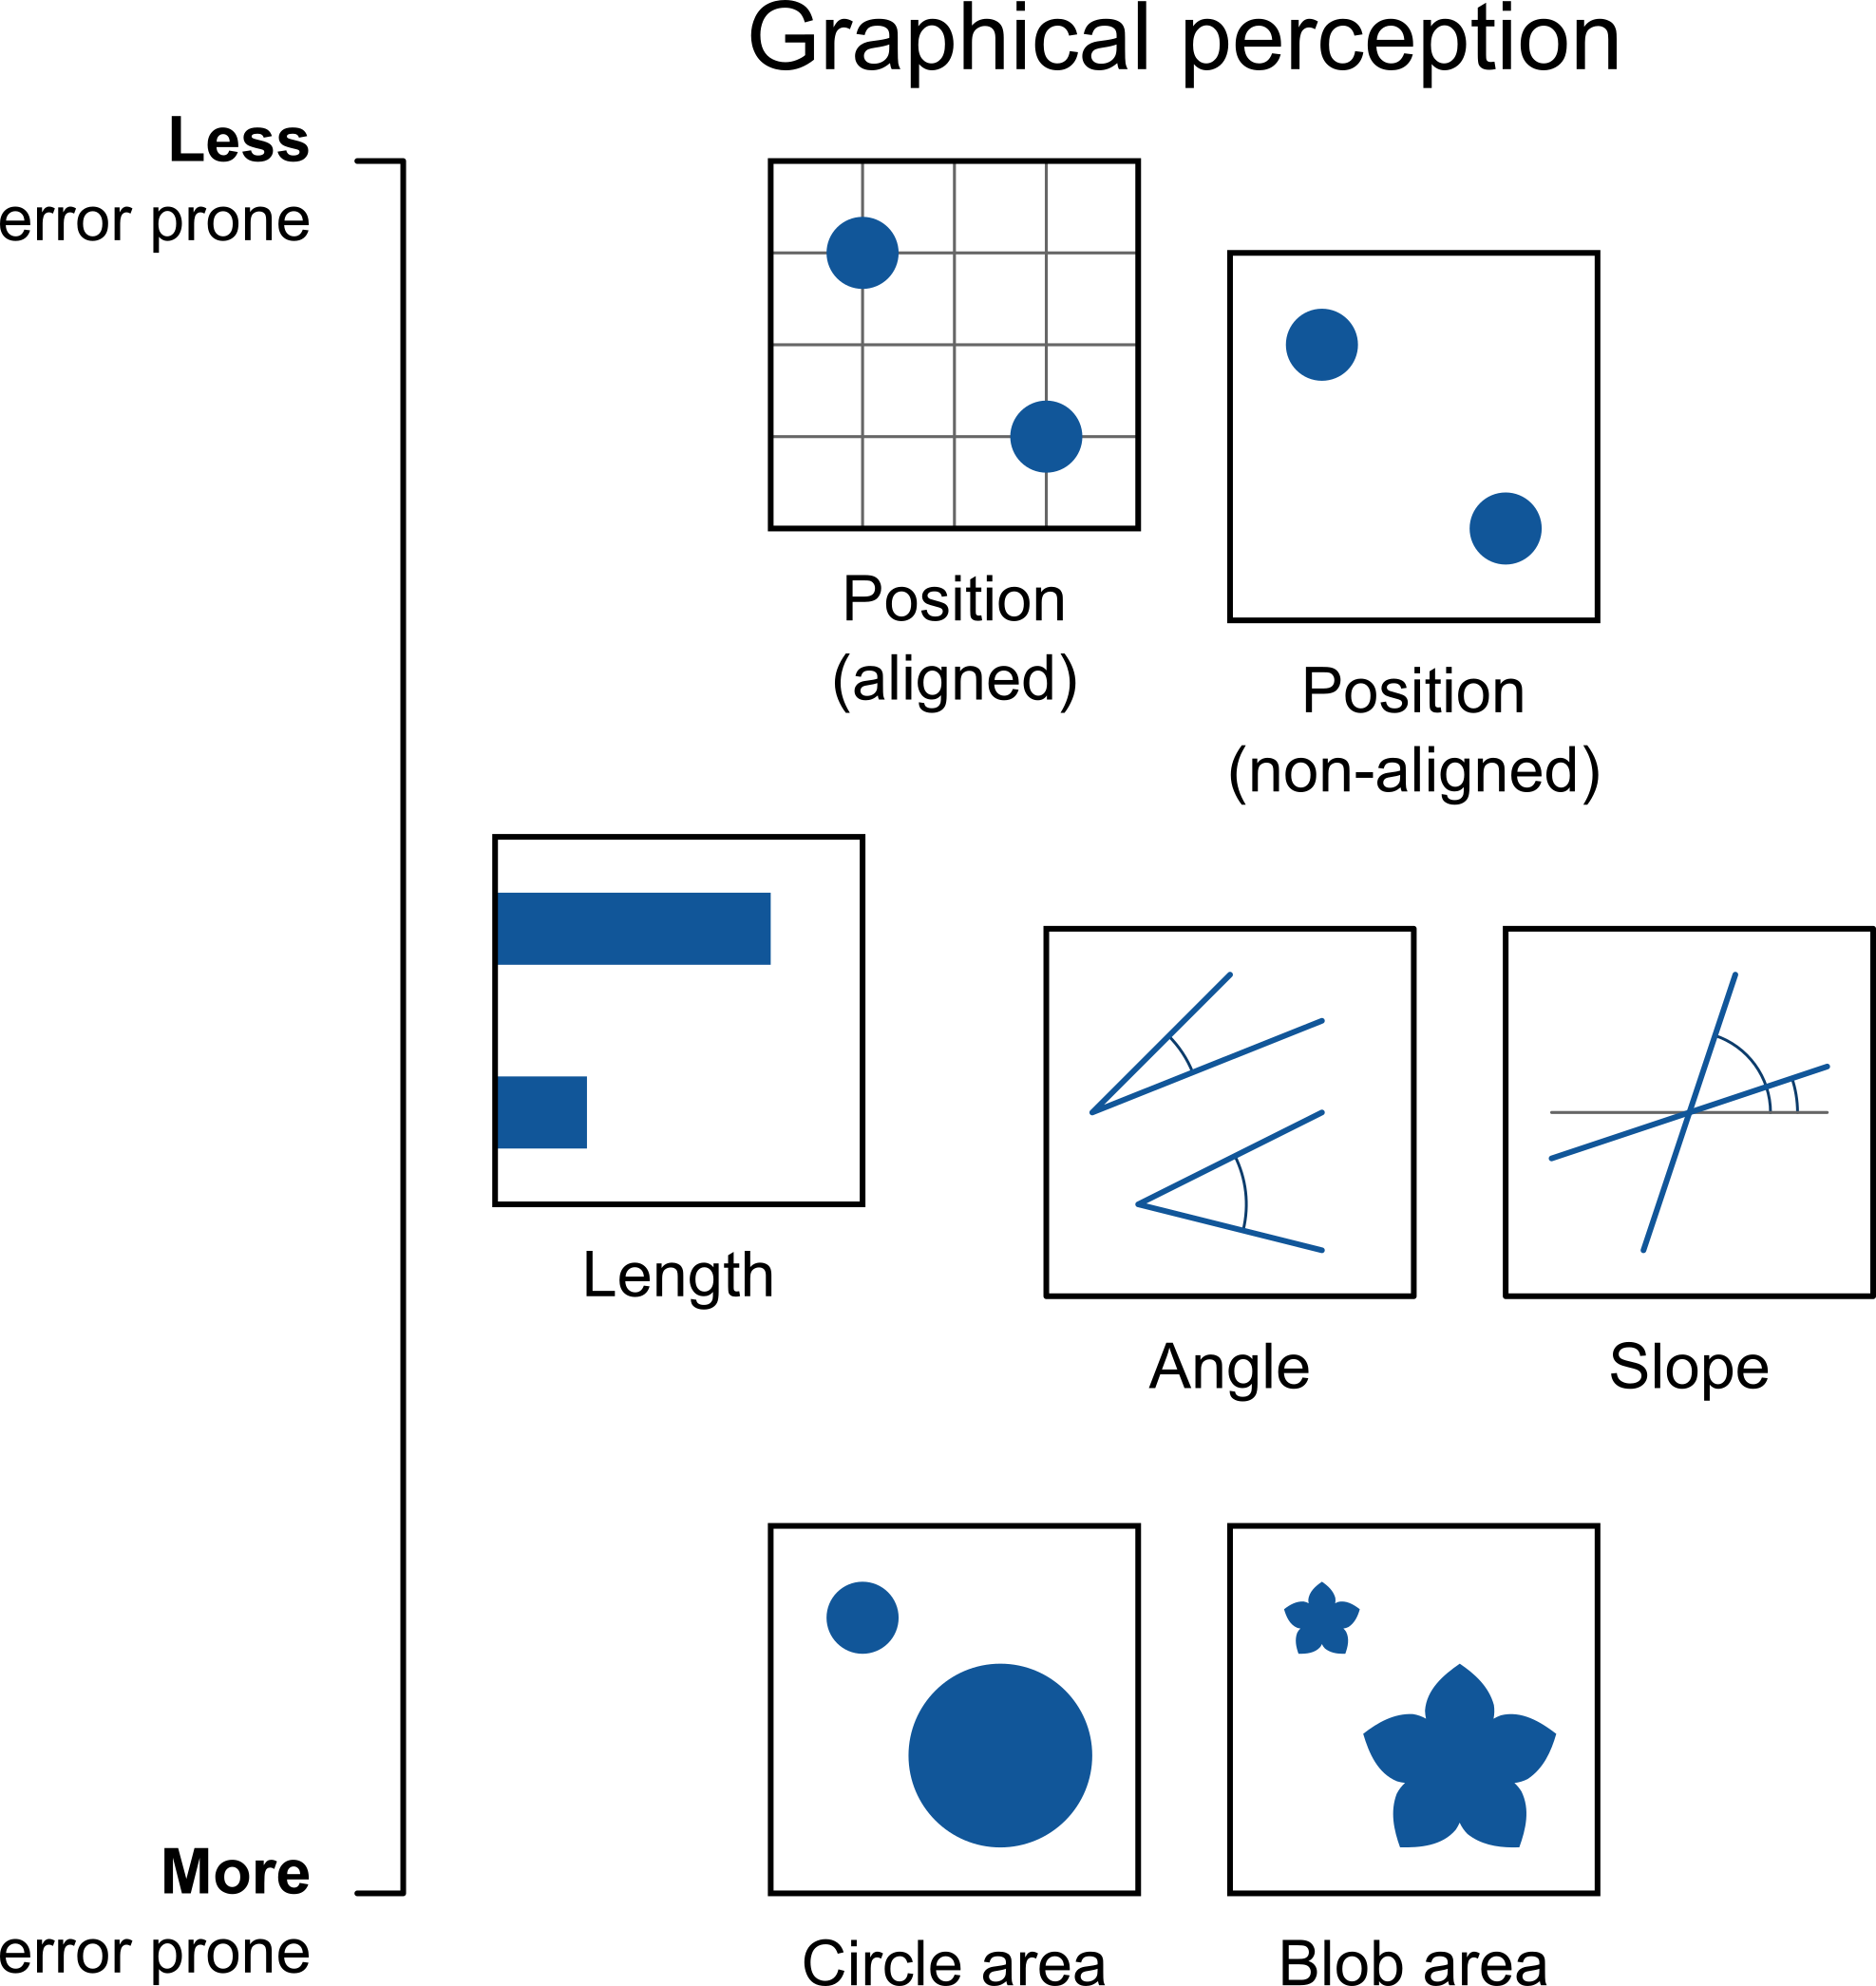 Graphical perception
Less
error prone
Position
(aligned)
Position
(non-aligned)
Length
Angle
Slope
More
error prone
Circle area
Blob area